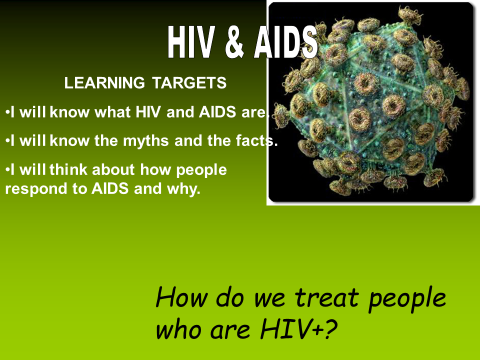 HIV & AIDS
LEARNING TARGETS
•I will know what HIV and AIDS are.
•I will know the myths and the facts.
•I will think about how people
respond to AIDS and why.
How do we treat people
who are HIV+?